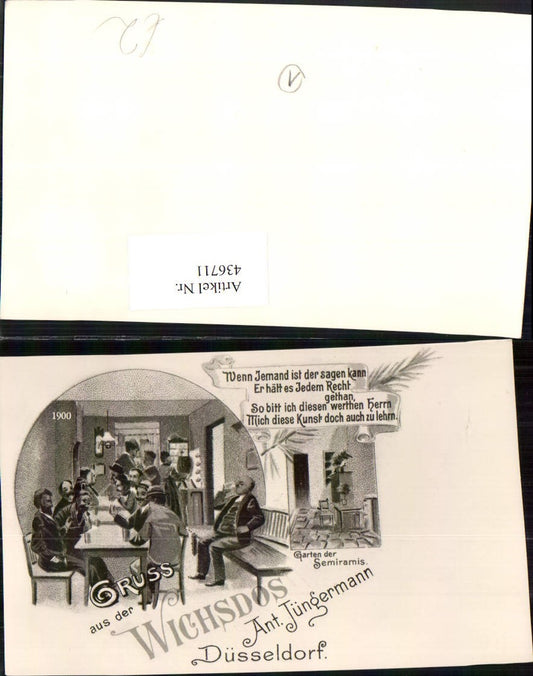 Artikel Nr.
436711
Wenn Jemand ist der sagen kann
Er hätt es Jedem Recht
gethan,
So bitt ich diesen werthen Herrn
Mich diese Kunst doch auch zu lehrn.
1900
Garten der
Semiramis.
GRUSS
aus der
WICHSDOS
Ant. Jüngermann
Düsseldorf.